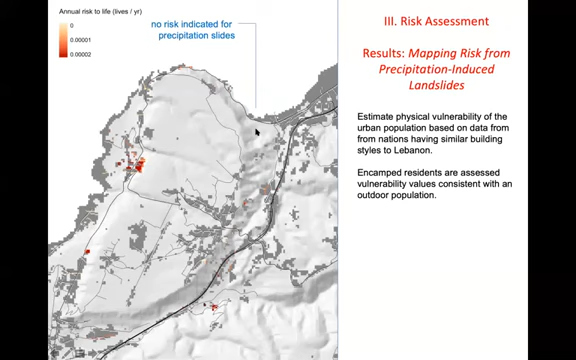 Annual risk to life (lives / yr)
0
0.00001
0.00002
no risk indicated for
precipitation slides
III. Risk Assessment
Results: Mapping Risk from
Precipitation-Induced
Landslides
Estimate physical vulnerability of the
urban population based on data from
from nations having similar building
styles to Lebanon.
Encamped residents are assessed
vulnerability values consistent with an
outdoor population.